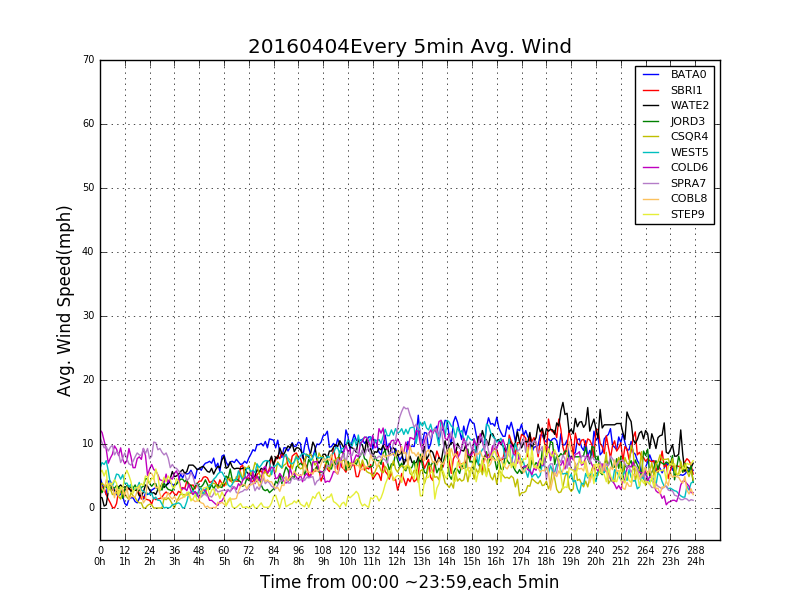 20160404Every 5min Avg. Wind
70
60
50
40
30
20
10
0
Avg. Wind Speed(mph)
BATA0
SBRI1
WATE2
JORD3
CSQR4
WEST5
COLD6
SPRA7
COBL8
STEP9
0 12 24 36 48 60 72 84 96 108 120 132 144 156 168 180 192 204 216 228 240 252 264 276 288
0h 1h 2h 3h 4h 5h 6h 7h 8h 9h 10h 11h 12h 13h 14h 15h 16h 17h 18h 19h 20h 21h 22h 23h 24h
Time from 00:00 ~23:59,each 5min